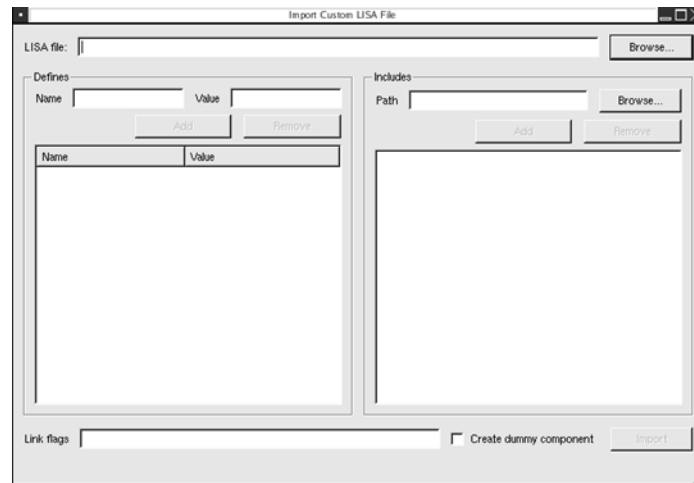 Import Custom LISA File
LISA file: Browse...
Defines
Name Value
Add Remove
Name Value
Includes
Path Browse...
Add Remove
Link flags Create dummy component Import